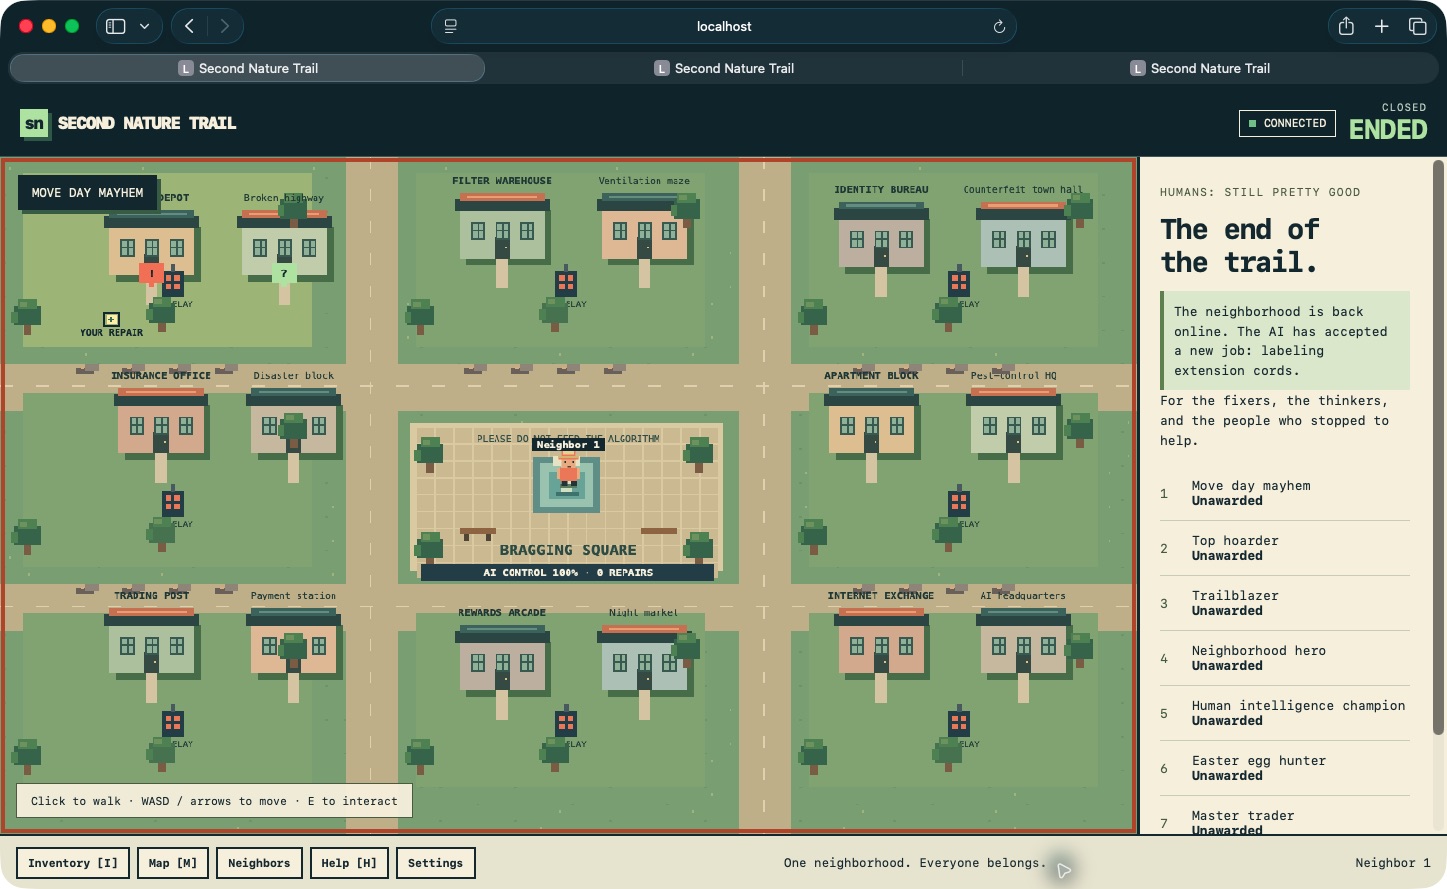 localhost
L Second Nature Trail
L Second Nature Trail
L Second Nature Trail
sn SECOND NATURE TRAIL
CONNECTED
CLOSED
ENDED
MOVE DAY MAYHEM
DEPOT
Broken highway
FILTER WAREHOUSE
Ventilation maze
IDENTITY BUREAU
Counterfeit town hall
!
?
YOUR REPAIR
INSURANCE OFFICE
Disaster block
APARTMENT BLOCK
Pest-control HQ
PLEASE DO NOT FEED THE ALGORITHM
Neighbor 1
BRAGGING SQUARE
AI CONTROL 100% · 0 REPAIRS
TRADING POST
Payment station
REWARDS ARCADE
Night market
INTERNET EXCHANGE
AI headquarters
Click to walk · WASD / arrows to move · E to interact
HUMANS: STILL PRETTY GOOD
The end of
the trail.
The neighborhood is back
online. The AI has accepted
a new job: labeling
extension cords.
For the fixers, the thinkers,
and the people who stopped to
help.
1 Move day mayhem
Unawarded
2 Top hoarder
Unawarded
3 Trailblazer
Unawarded
4 Neighborhood hero
Unawarded
5 Human intelligence champion
Unawarded
6 Easter egg hunter
Unawarded
7 Master trader
Unawarded
Inventory [I]
Map [M]
Neighbors
Help [H]
Settings
One neighborhood. Everyone belongs.
Neighbor 1